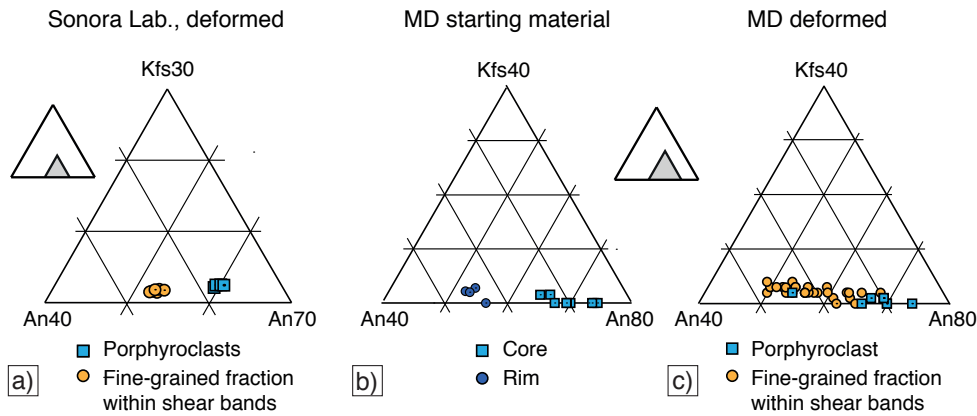 Sonora Lab., deformed
MD starting material
MD deformed
Kfs30
Kfs40
Kfs40
An40
An70
An40
An80
An40
An80
a)
Porphyroclasts
Fine-grained fraction
within shear bands
b)
Core
Rim
c)
Porphyroclast
Fine-grained fraction
within shear bands